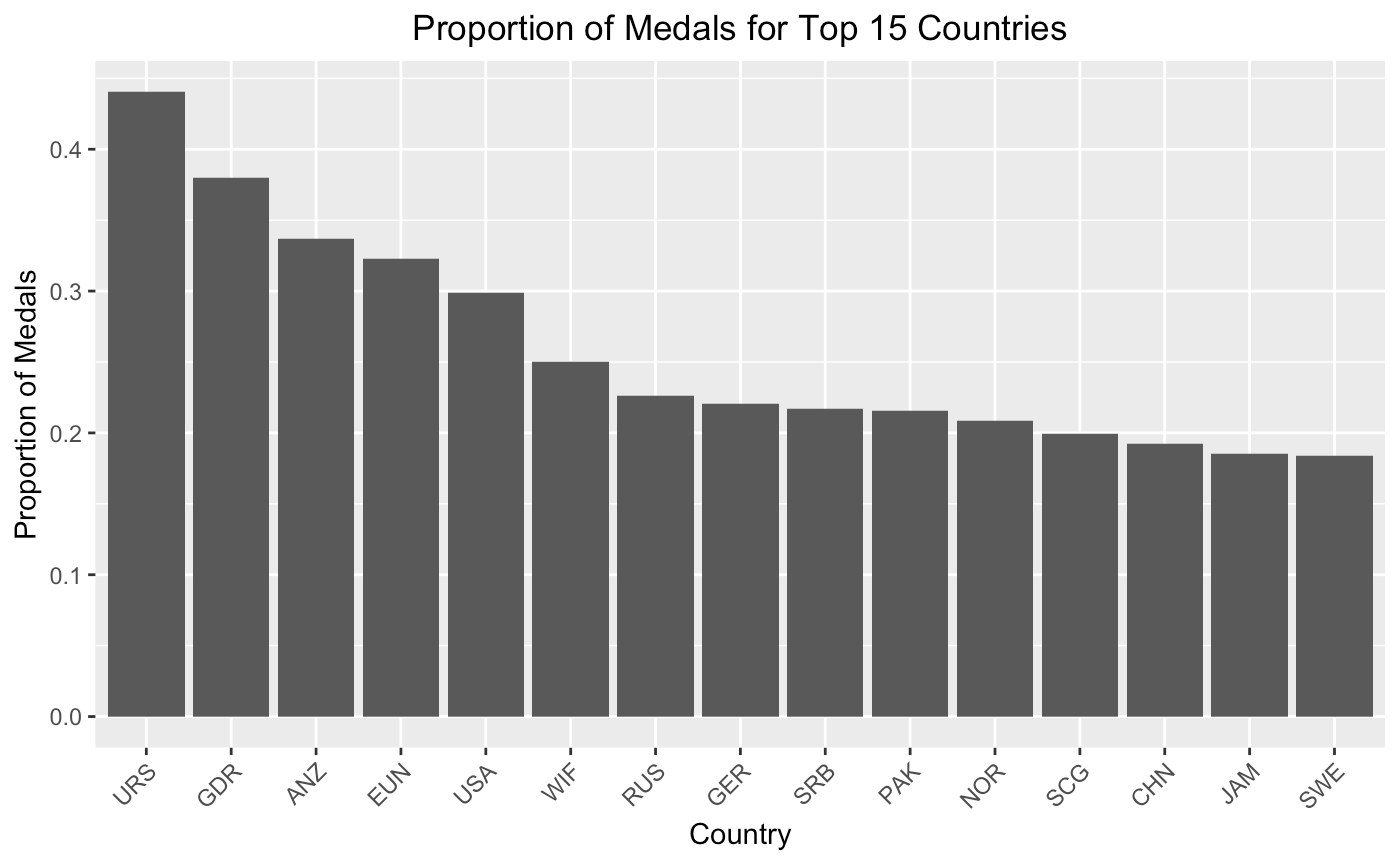 Proportion of Medals for Top 15 Countries
Proportion of Medals
0.4
0.3
0.2
0.1
0.0
URS GDR ANZ EUN USA WIF RUS GER SRB PAK NOR SCG CHN JAM SWE
Country